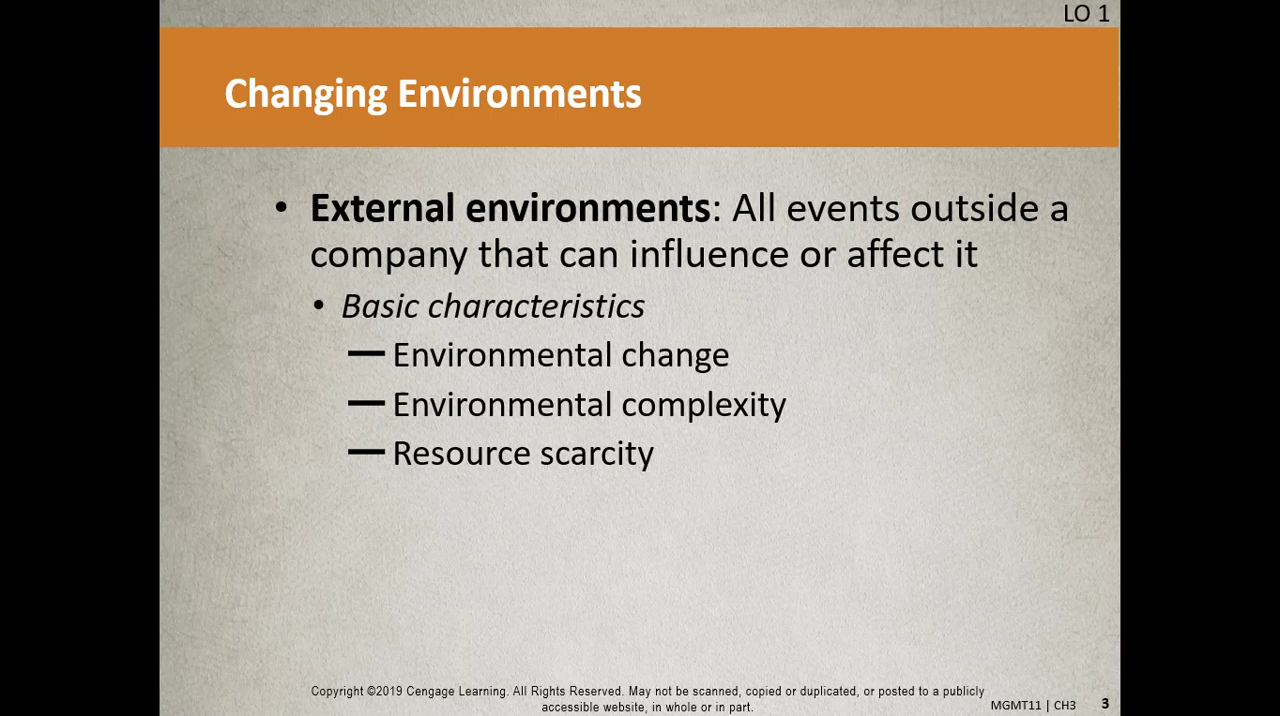 LO 1
Changing Environments
• External environments: All events outside a
company that can influence or affect it
• Basic characteristics
— Environmental change
— Environmental complexity
— Resource scarcity
Copyright ©2019 Cengage Learning. All Rights Reserved. May not be scanned, copied or duplicated, or posted to a publicly
accessible website, in whole or in part.
MGMT11 | CH3 3